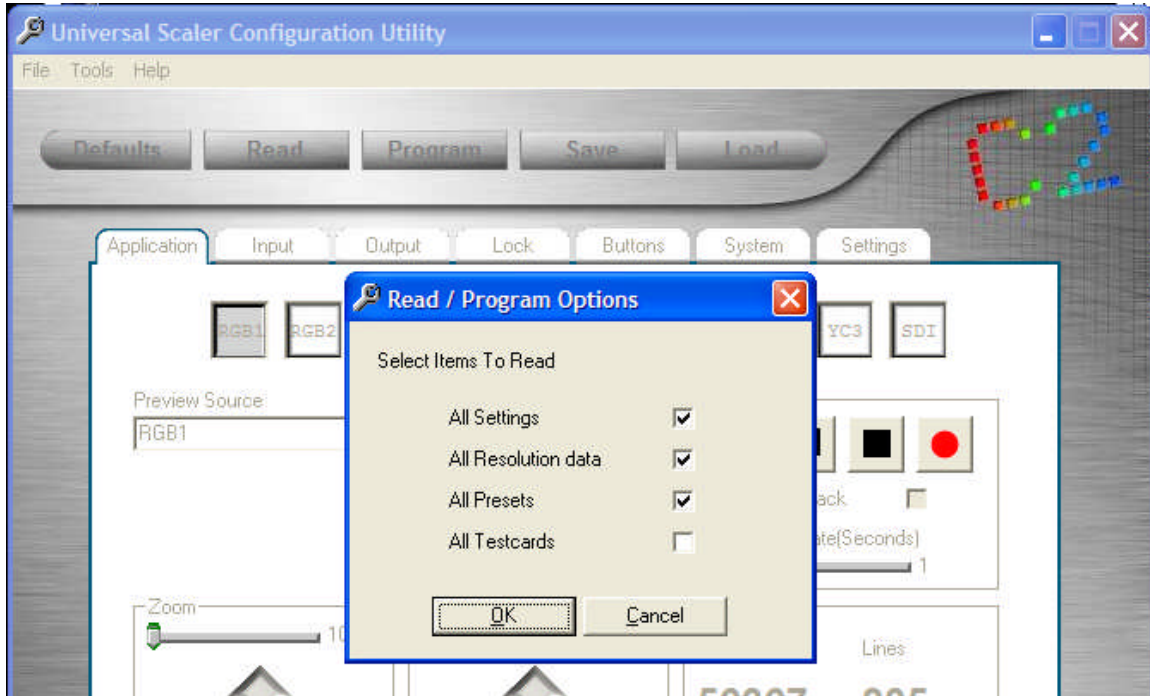 Universal Scaler Configuration Utility
File Tools Help
Defaults Read Program Save Load
C2
Application Input Output Lock Buttons System Settings
RGB1 RGB2 YC3 SDI
Read / Program Options
Select Items To Read
Preview Source
RGB1
All Settings
All Resolution data
All Presets
All Testcards
(Seconds)
1
Zoom
OK Cancel
Lines